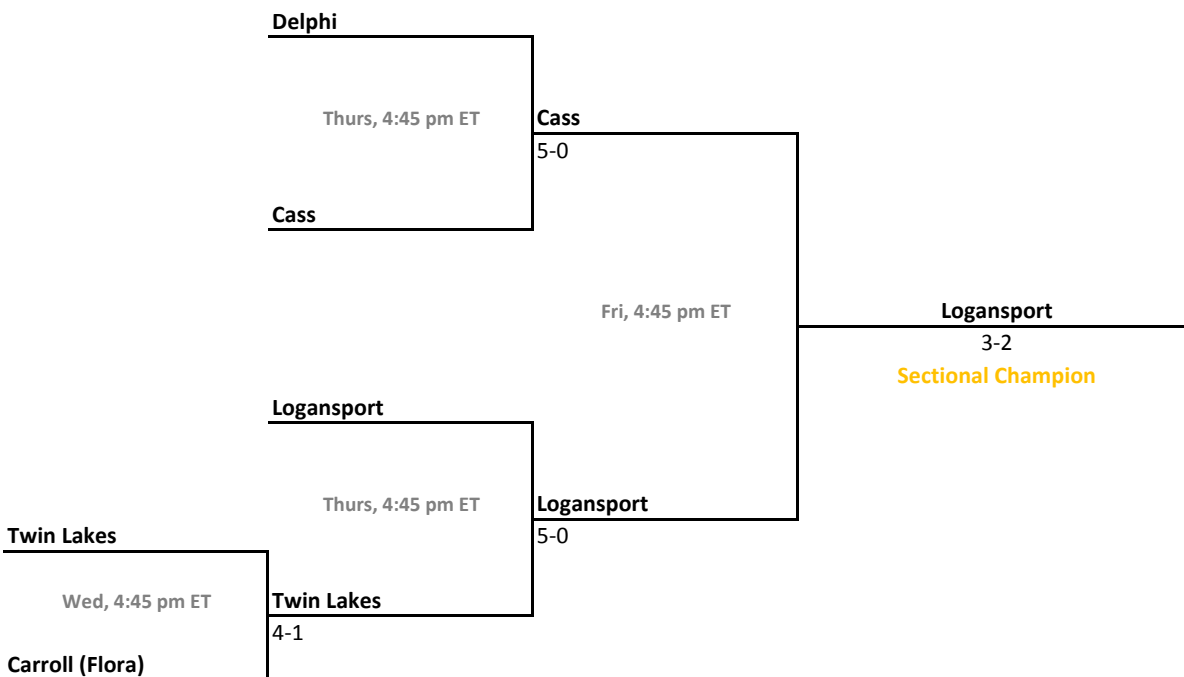 Delphi
Thurs, 4:45 pm ET
Cass
5-0
Cass
Fri, 4:45 pm ET
Logansport
3-2
Sectional Champion
Logansport
Thurs, 4:45 pm ET
Logansport
5-0
Twin Lakes
Wed, 4:45 pm ET
Twin Lakes
4-1
Carroll (Flora)